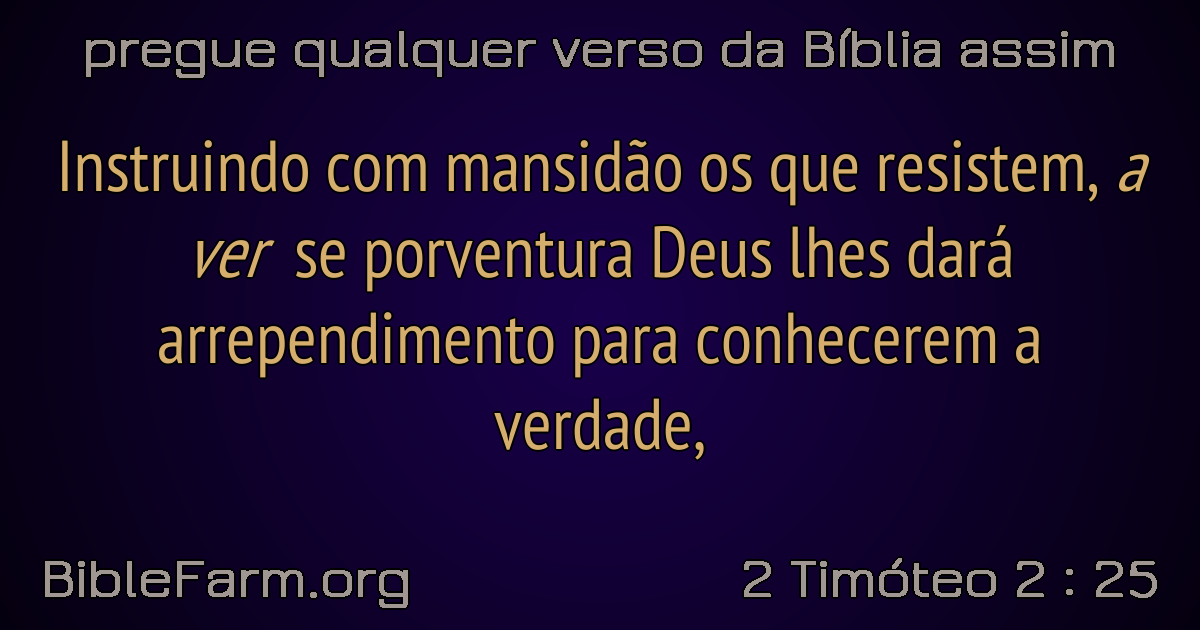 pregue qualquer verso da Bíblia assim
Instruindo com mansidão os que resistem, a
ver se porventura Deus lhes dará
arrependimento para conhecerem a
verdade,
BibleFarm.org
2 Timóteo 2 : 25